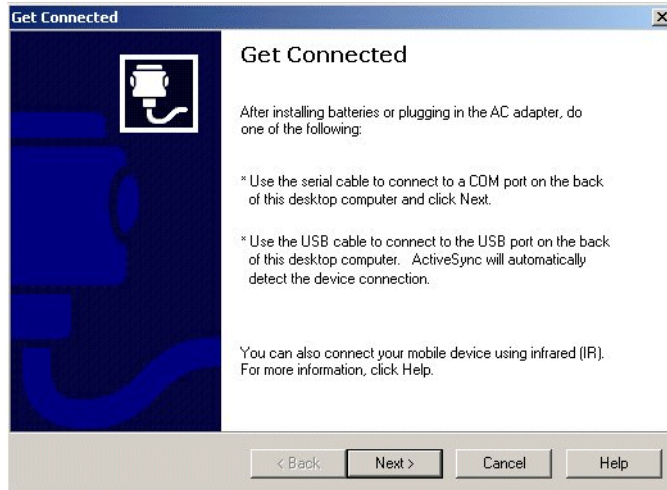 Get Connected
Get Connected
After installing batteries or plugging in the AC adapter, do
one of the following:
* Use the serial cable to connect to a COM port on the back
of this desktop computer and click Next.
* Use the USB cable to connect to the USB port on the back
of this desktop computer. ActiveSync will automatically
detect the device connection.
You can also connect your mobile device using infrared (IR).
For more information, click Help.
< Back Next > Cancel Help